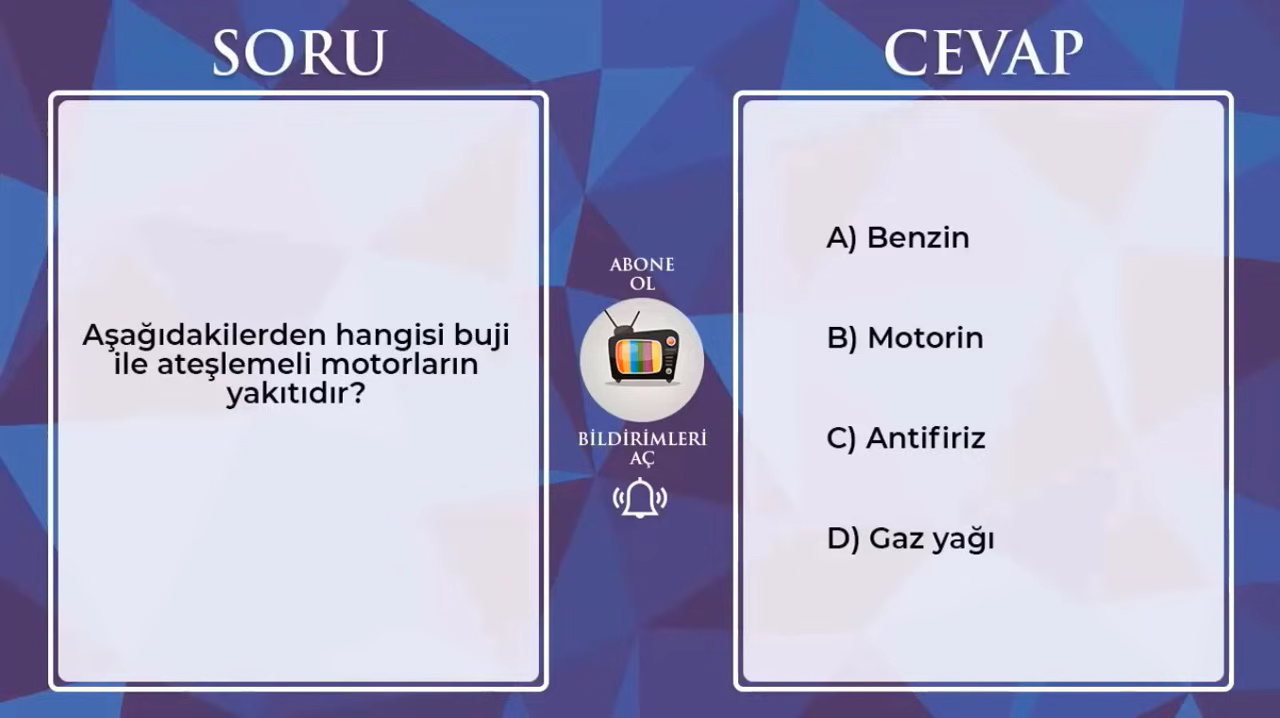 SORU
Aşağıdakilerden hangisi buji
ile ateşlemeli motorların
yakıtıdır?
ABONE
OL
BİLDİRİMLERİ
AÇ
CEVAP
A) Benzin
B) Motorin
C) Antifiriz
D) Gaz yağı